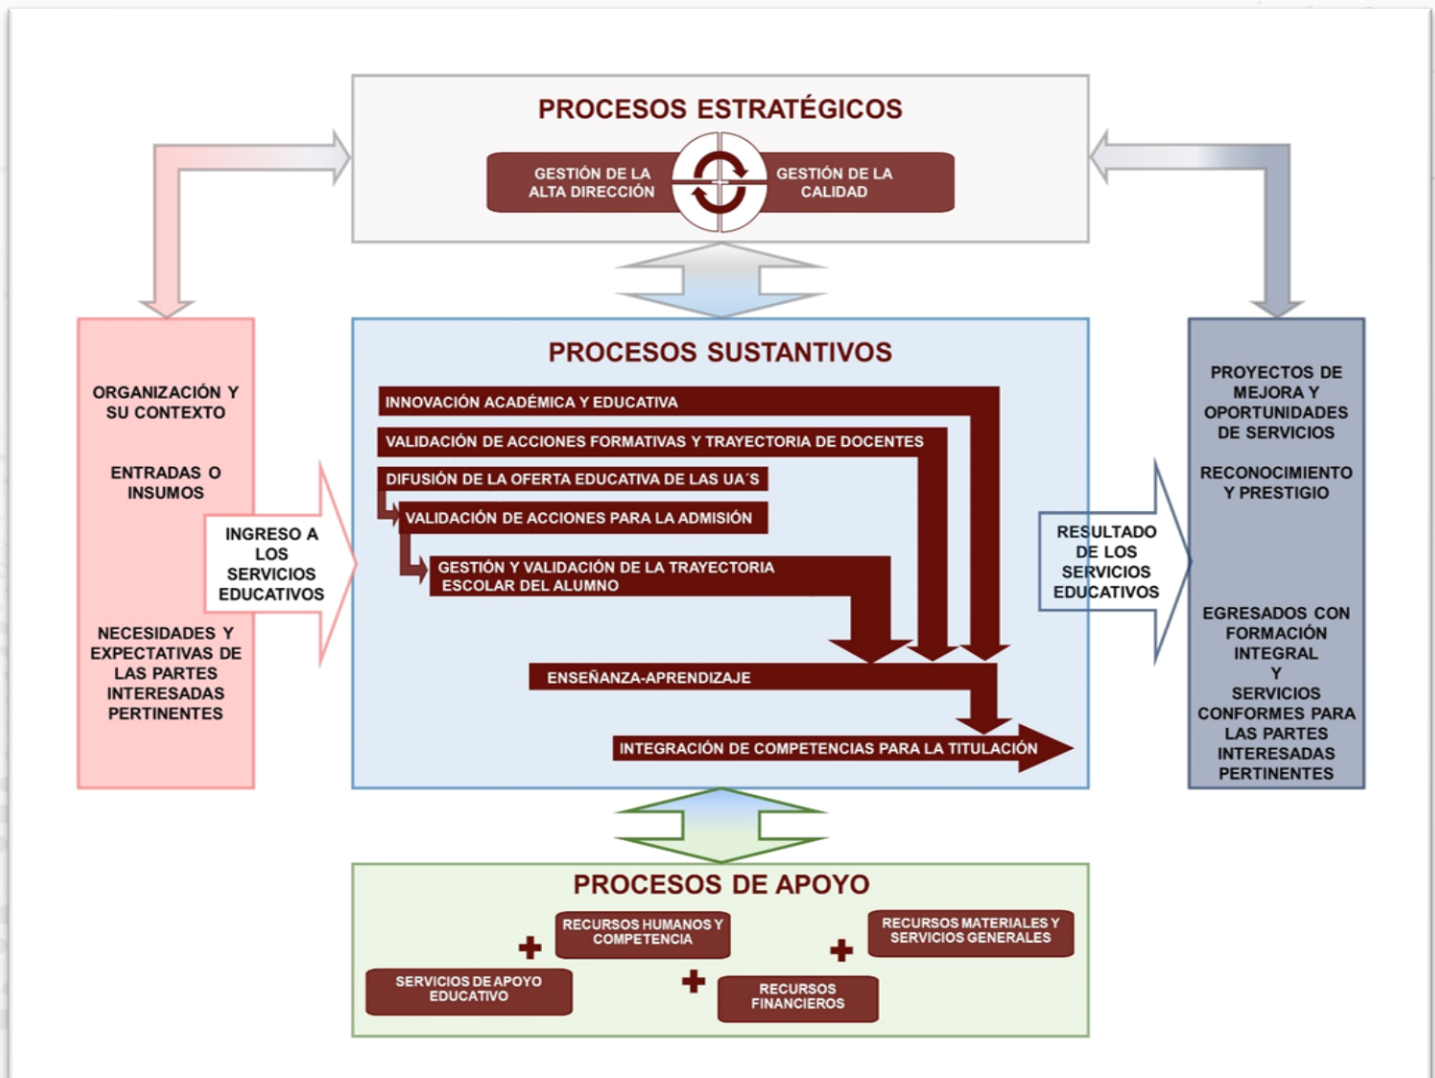 PROCESOS ESTRATÉGICOS
GESTIÓN DE LA
ALTA DIRECCIÓN
GESTIÓN DE LA
CALIDAD
ORGANIZACIÓN Y
SU CONTEXTO
ENTRADAS O
INSUMOS
NECESIDADES Y
EXPECTATIVAS DE
LAS PARTES
INTERESADAS
PERTINENTES
INGRESO A
LOS
SERVICIOS
EDUCATIVOS
PROCESOS SUSTANTIVOS
INNOVACIÓN ACADÉMICA Y EDUCATIVA
VALIDACIÓN DE ACCIONES FORMATIVAS Y TRAYECTORIA DE DOCENTES
DIFUSIÓN DE LA OFERTA EDUCATIVA DE LAS UA´S
VALIDACIÓN DE ACCIONES PARA LA ADMISIÓN
GESTIÓN Y VALIDACIÓN DE LA TRAYECTORIA
ESCOLAR DEL ALUMNO
ENSEÑANZA-APRENDIZAJE
INTEGRACIÓN DE COMPETENCIAS PARA LA TITULACIÓN
RESULTADO
DE LOS
SERVICIOS
EDUCATIVOS
PROYECTOS DE
MEJORA Y
OPORTUNIDADES
DE SERVICIOS
RECONOCIMIENTO
Y PRESTIGIO
EGRESADOS CON
FORMACIÓN
INTEGRAL
Y
SERVICIOS
CONFORMES PARA
LAS PARTES
INTERESADAS
PERTINENTES
PROCESOS DE APOYO
SERVICIOS DE APOYO
EDUCATIVO
RECURSOS HUMANOS Y
COMPETENCIA
RECURSOS
FINANCIEROS
RECURSOS MATERIALES Y
SERVICIOS GENERALES